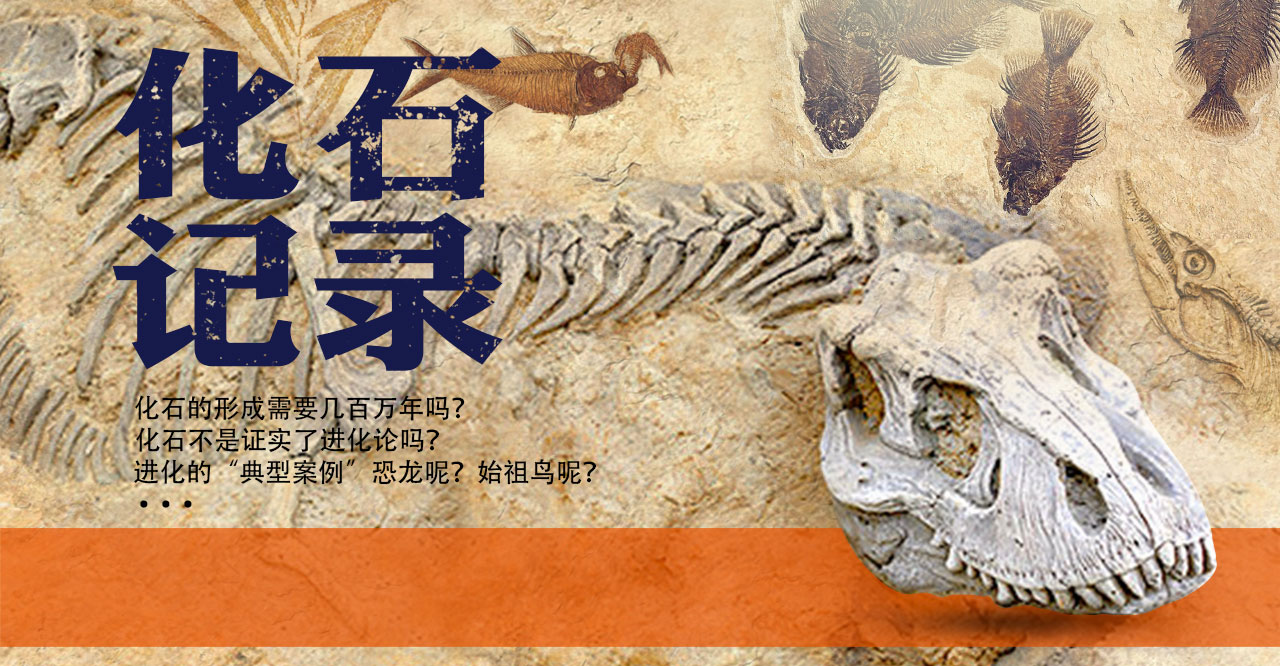 化石
记录
化石的形成需要几百万年吗？
化石不是证实了进化论吗？
进化的“典型案例”恐龙呢？始祖鸟呢？
•••